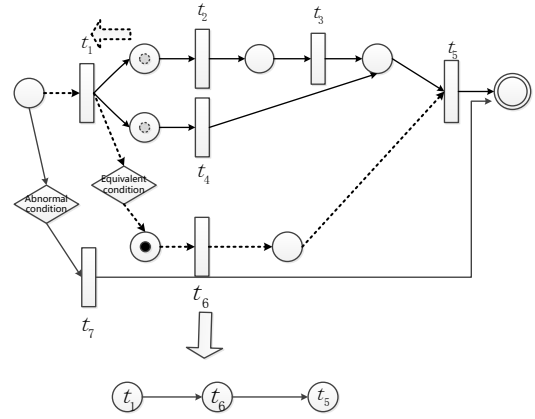 t2
t3
t1
t5
t4
Equivalent
condition
Abnormal
condition
t6
t7
t1
t6
t5